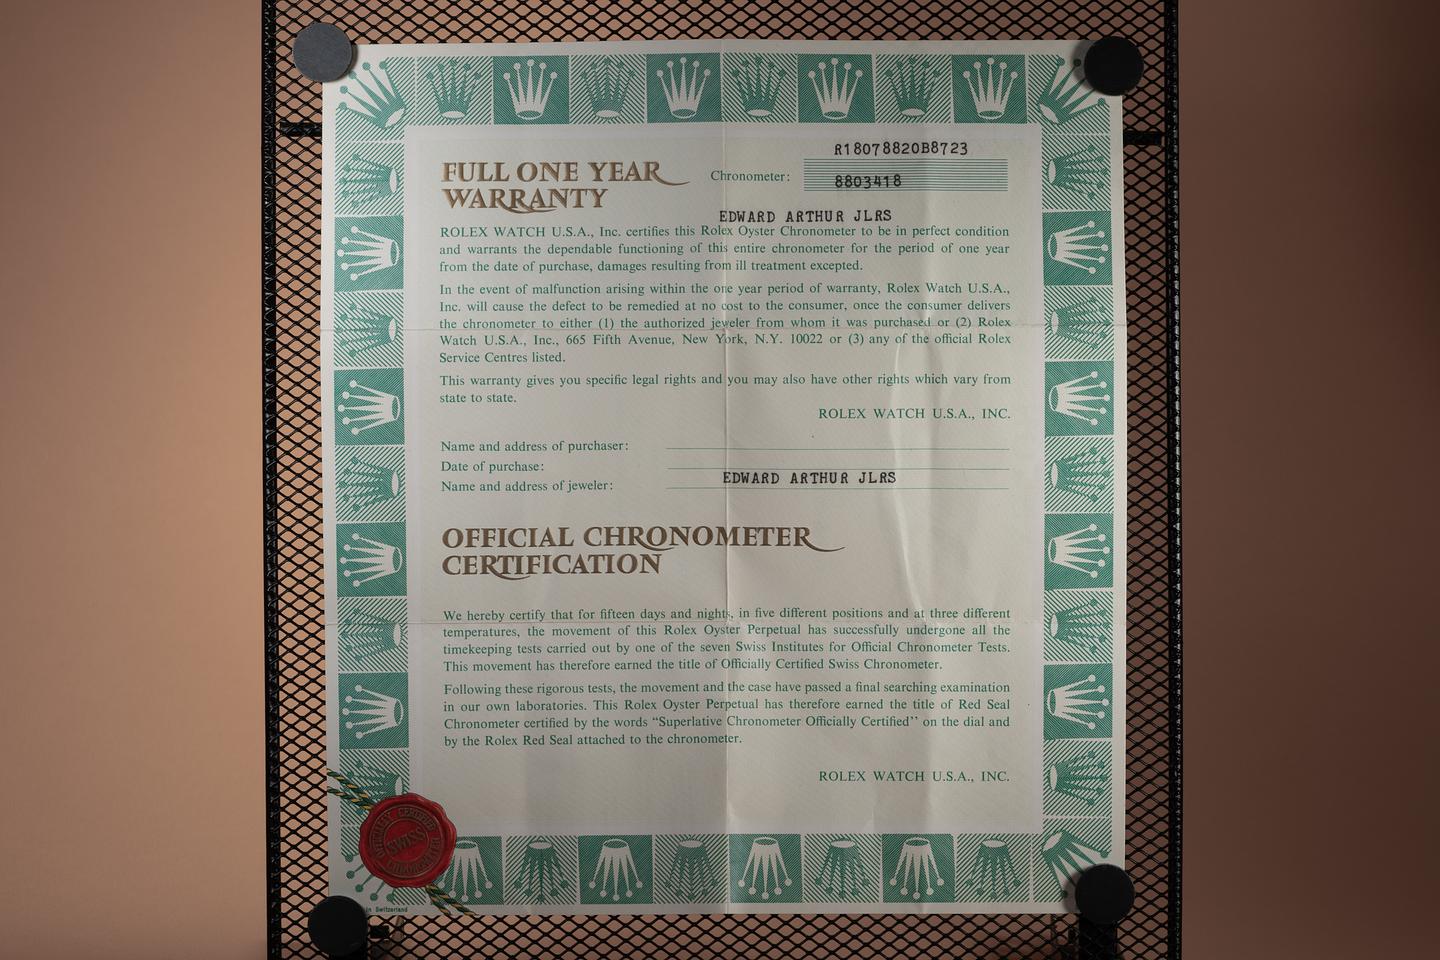 R18078820B8723
FULL ONE YEAR
WARRANTY
Chronometer:
8803418
EDWARD ARTHUR JLRS
ROLEX WATCH U.S.A., Inc. certifies this Rolex Oyster Chronometer to be in perfect condition
and warrants the dependable functioning of this entire chronometer for the period of one year
from the date of purchase, damages resulting from ill treatment excepted.
In the event of malfunction arising within the one year period of warranty, Rolex Watch U.S.A.,
Inc. will cause the defect to be remedied at no cost to the consumer, once the consumer delivers
the chronometer to either (1) the authorized jeweler from whom it was purchased or (2) Rolex
Watch U.S.A., Inc., 665 Fifth Avenue, New York, N.Y. 10022 or (3) any of the official Rolex
Service Centres listed.
This warranty gives you specific legal rights and you may also have other rights which vary from
state to state.
ROLEX WATCH U.S.A., INC.
Name and address of purchaser:
Date of purchase:
Name and address of jeweler:
EDWARD ARTHUR JLRS
OFFICIAL CHRONOMETER
CERTIFICATION
We hereby certify that for fifteen days and nights, in five different positions and at three different
temperatures, the movement of this Rolex Oyster Perpetual has successfully undergone all the
timekeeping tests carried out by one of the seven Swiss Institutes for Official Chronometer Tests.
This movement has therefore earned the title of Officially Certified Swiss Chronometer.
Following these rigorous tests, the movement and the case have passed a final searching examination
in our own laboratories. This Rolex Oyster Perpetual has therefore earned the title of Red Seal
Chronometer certified by the words “Superlative Chronometer Officially Certified’’ on the dial and
by the Rolex Red Seal attached to the chronometer.
ROLEX WATCH U.S.A., INC.
OFFICIALLY CERTIFIED
SWISS
CHRONOMETER
in Switzerland